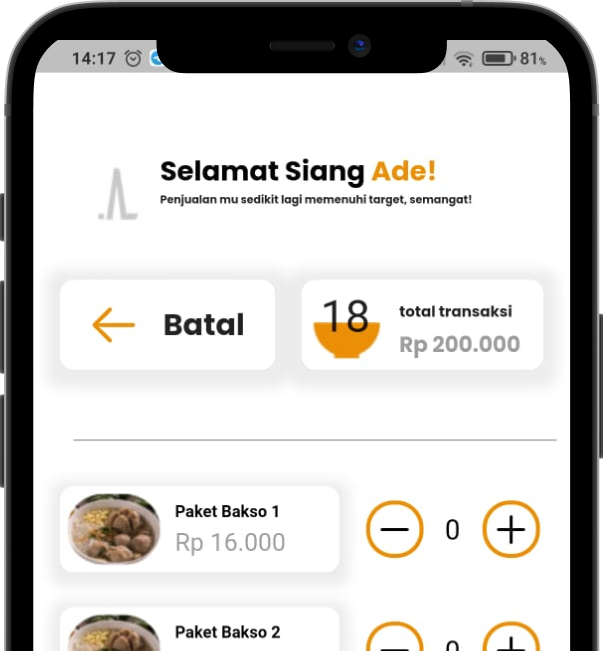 14:17 81%
Selamat Siang Ade!
Penjualan mu sedikit lagi memenuhi target, semangat!
Batal
18 total transaksi
Rp 200.000
Paket Bakso 1
Rp 16.000
0
Paket Bakso 2
0